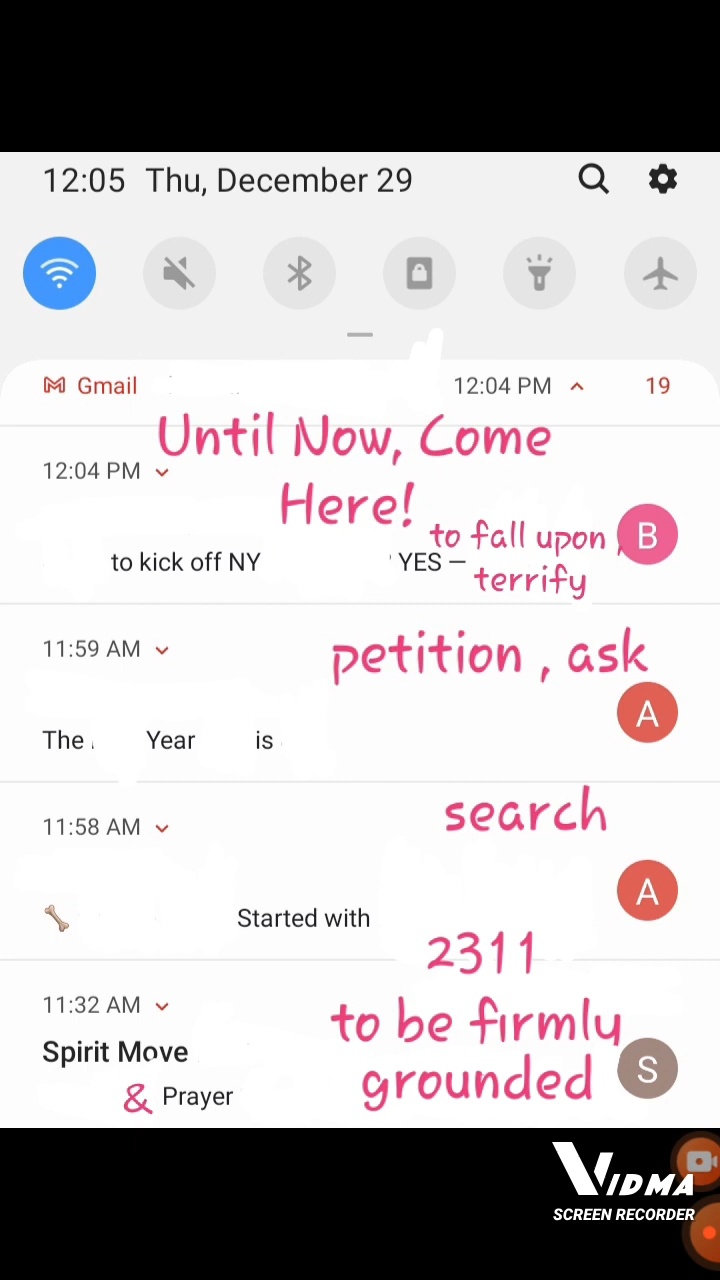 12:05 Thu, December 29
Gmail 12:04 PM 19
Until Now, Come
12:04 PM
Here!
to fall upon , B
to kick off NY ' YES –
terrify
11:59 AM
petition , ask
A
The Year is
search
11:58 AM
A
Started with
2311
11:32 AM
to be firmly
Spirit Move
grounded S
& Prayer
VIDMA
SCREEN RECORDER